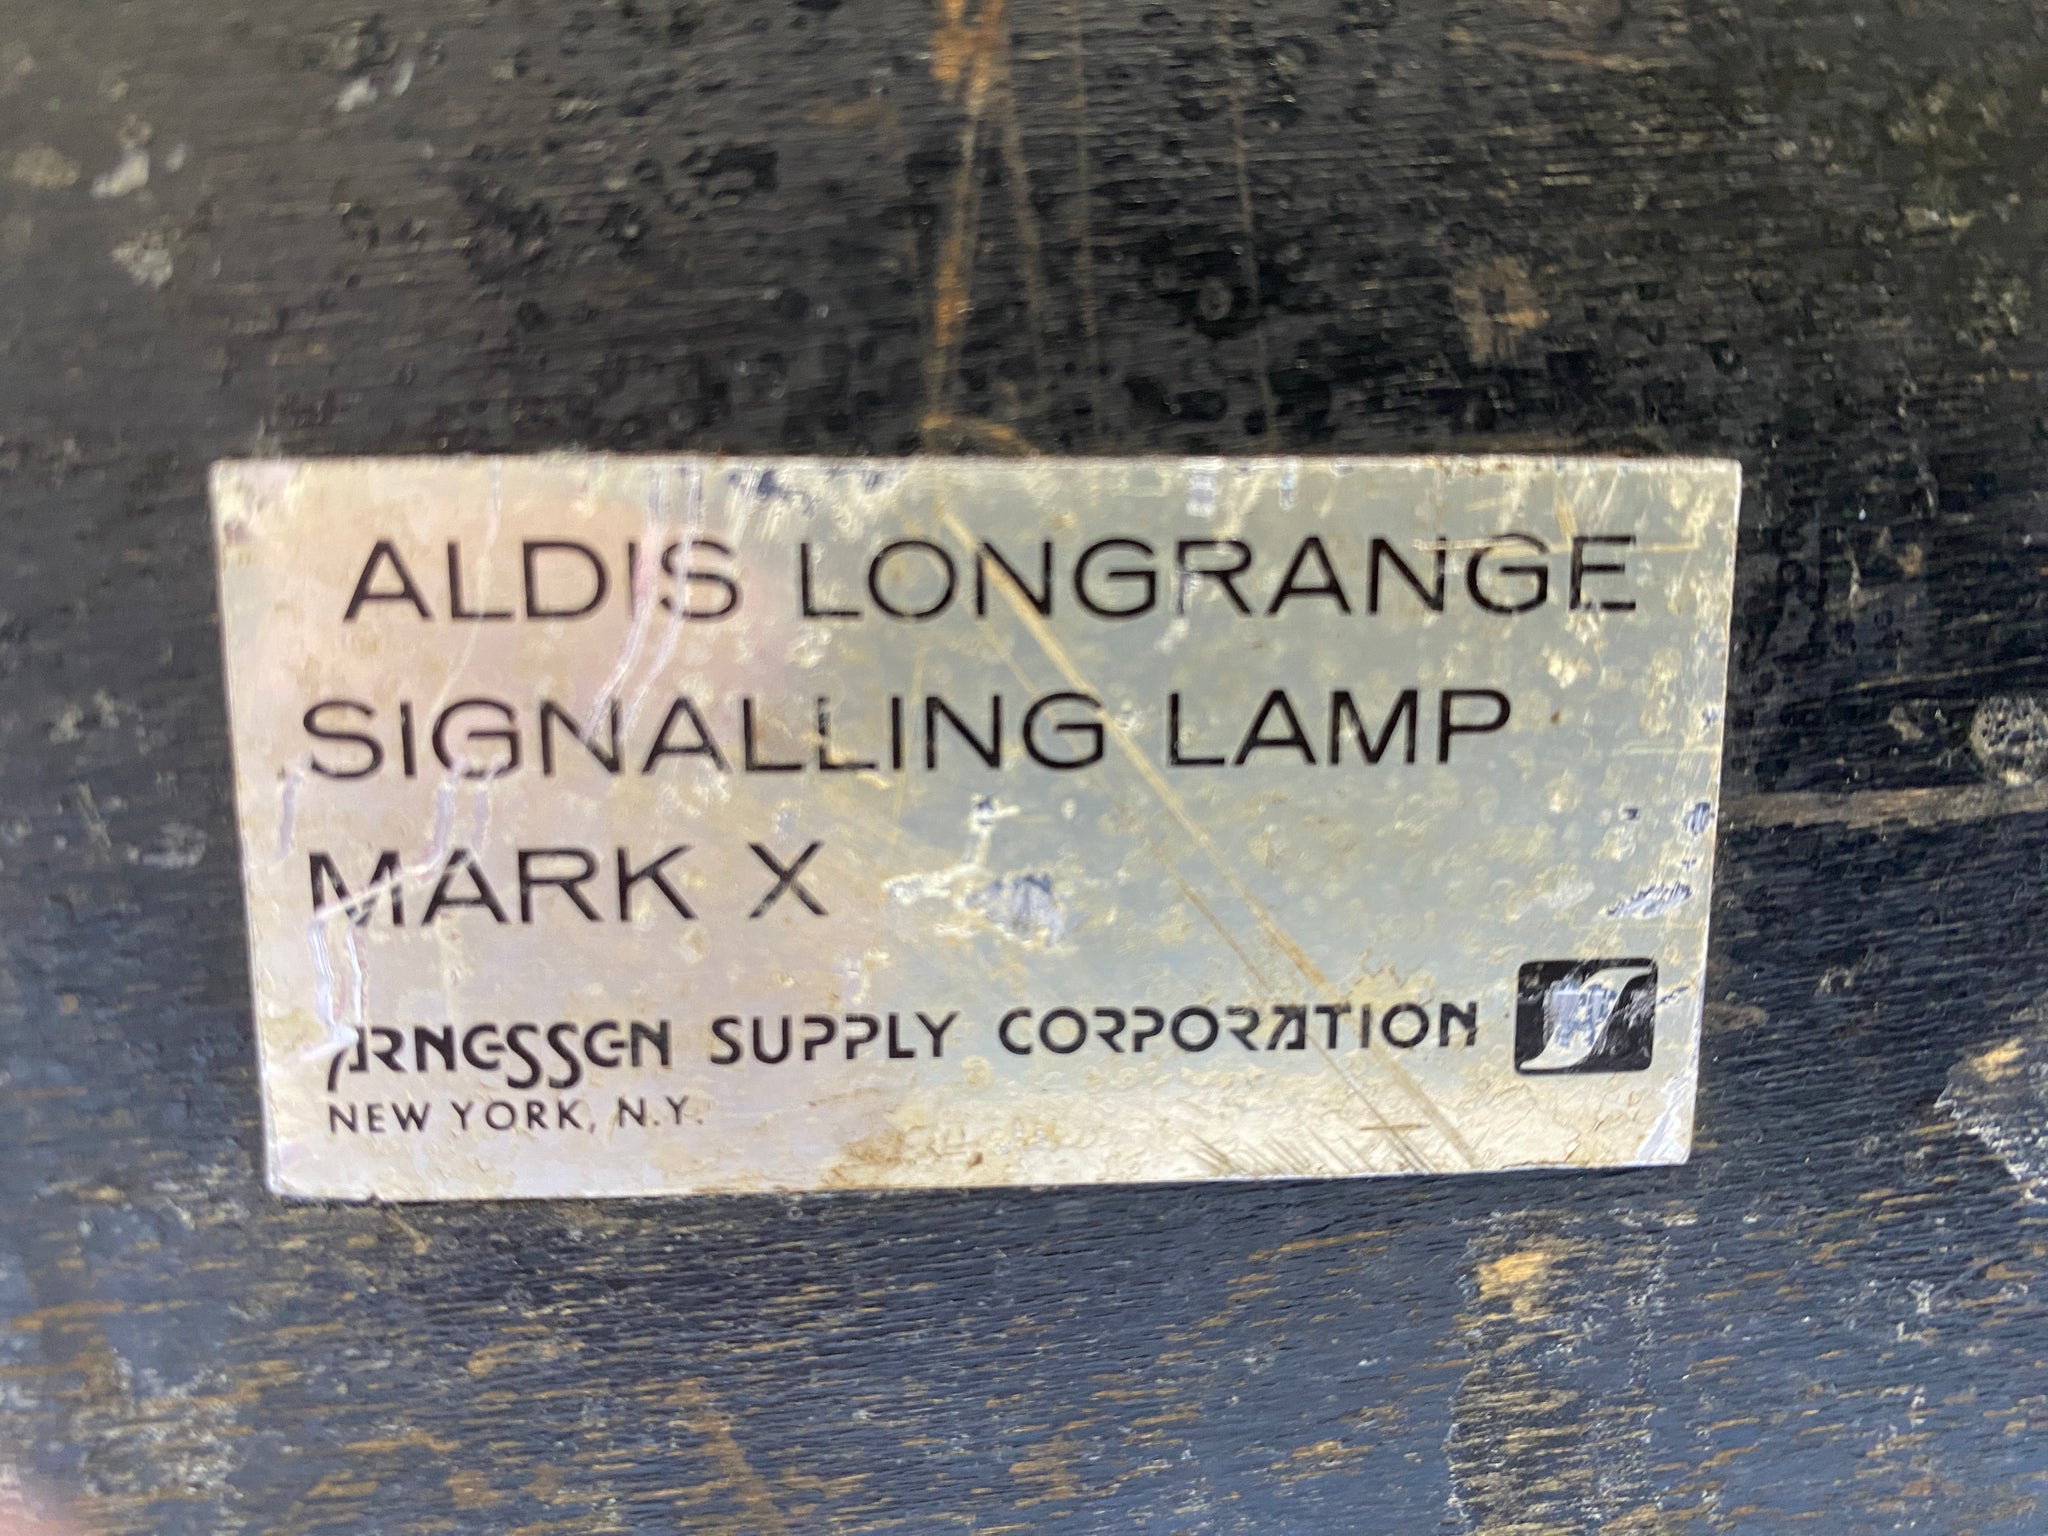 ALDIS LONGRANGE
SIGNALLING LAMP
MARK X
ARNESSEN SUPPLY CORPORATION
NEW YORK, N.Y.